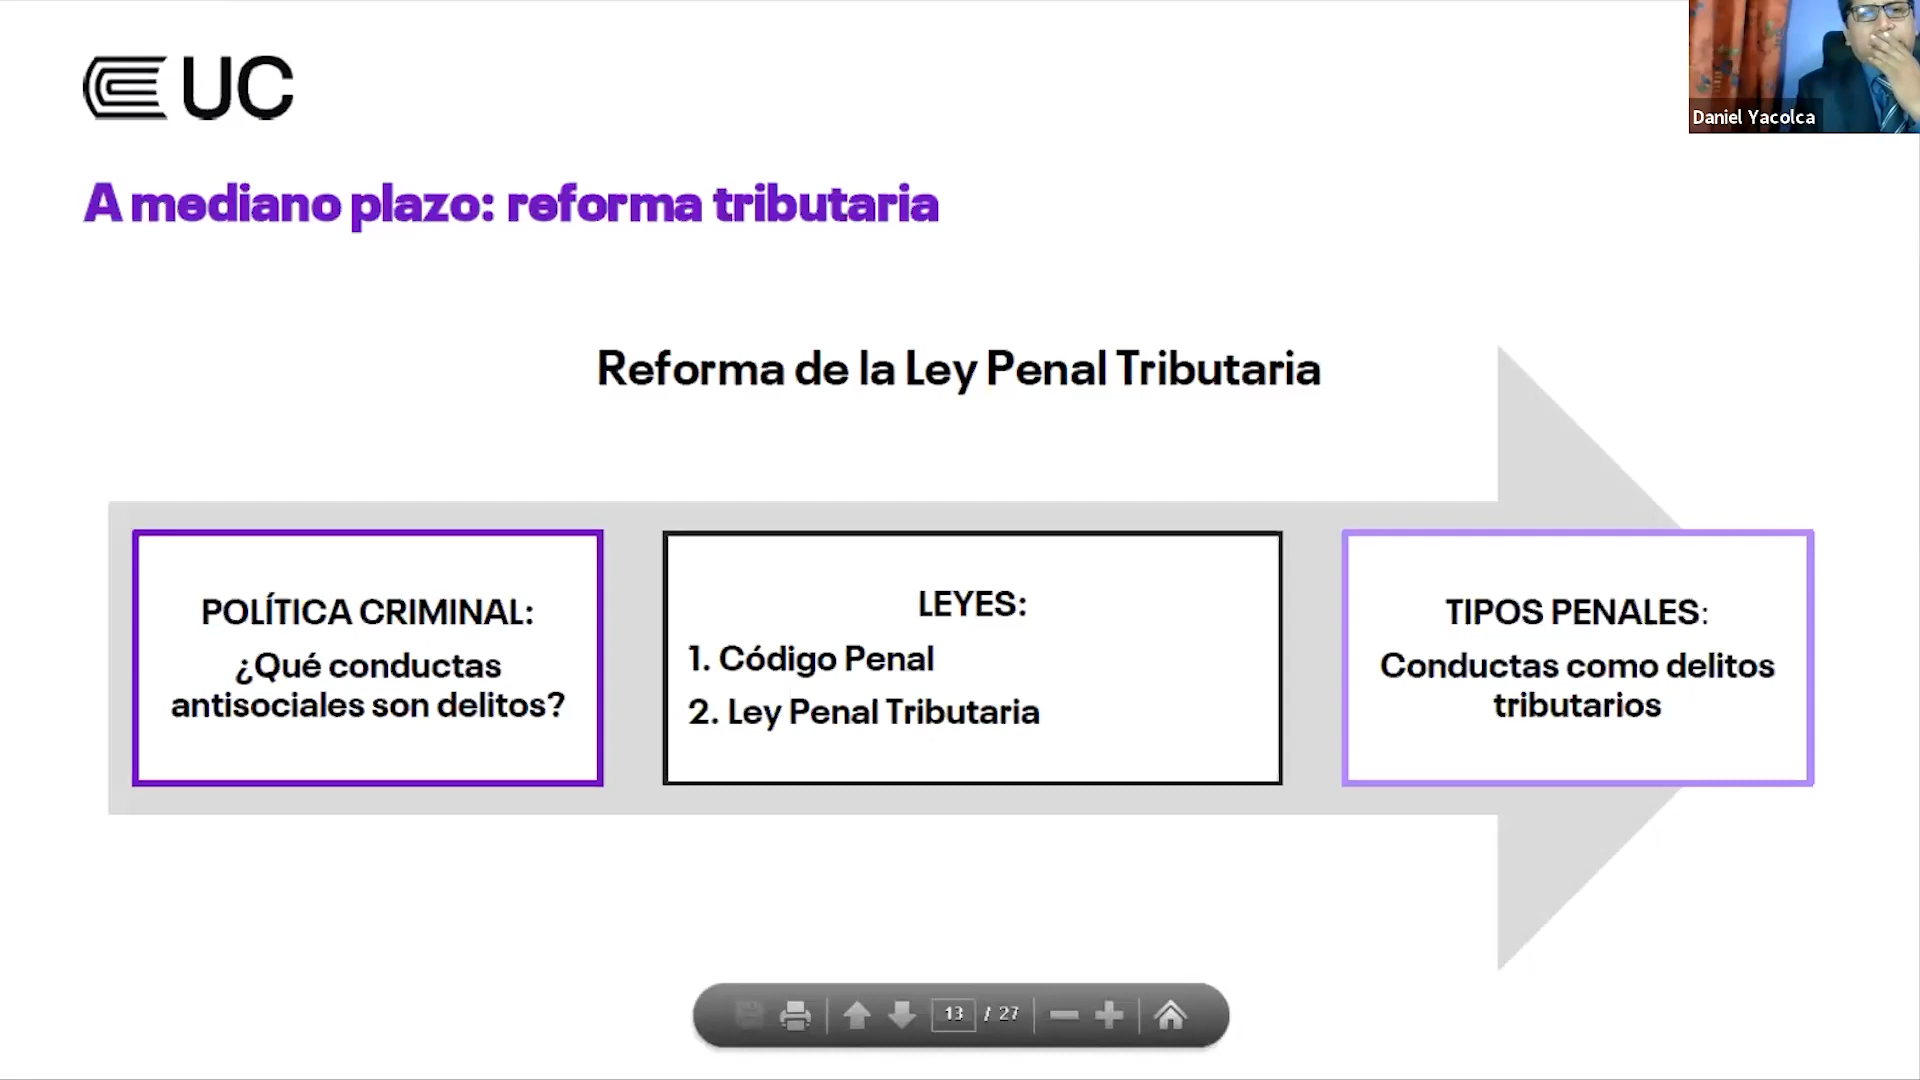 UC
Daniel Yacolca
A mediano plazo: reforma tributaria
Reforma de la Ley Penal Tributaria
POLÍTICA CRIMINAL:
¿Qué conductas
antisociales son delitos?
LEYES:
1. Código Penal
2. Ley Penal Tributaria
TIPOS PENALES:
Conductas como delitos
tributarios
13 / 27